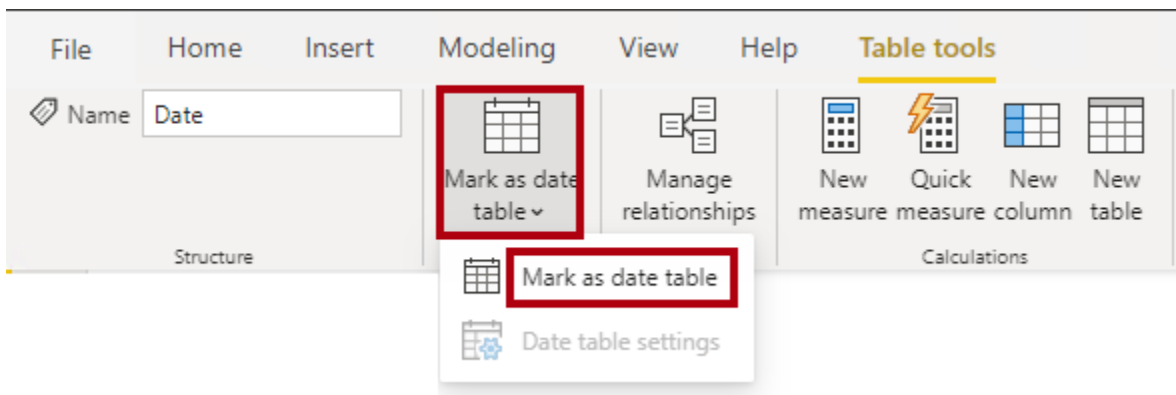 File Home Insert Modeling View Help Table tools
Name Date
Mark as date table
Manage relationships
New measure
Quick measure
New column
New table
Structure
Calculations
Mark as date table
Date table settings